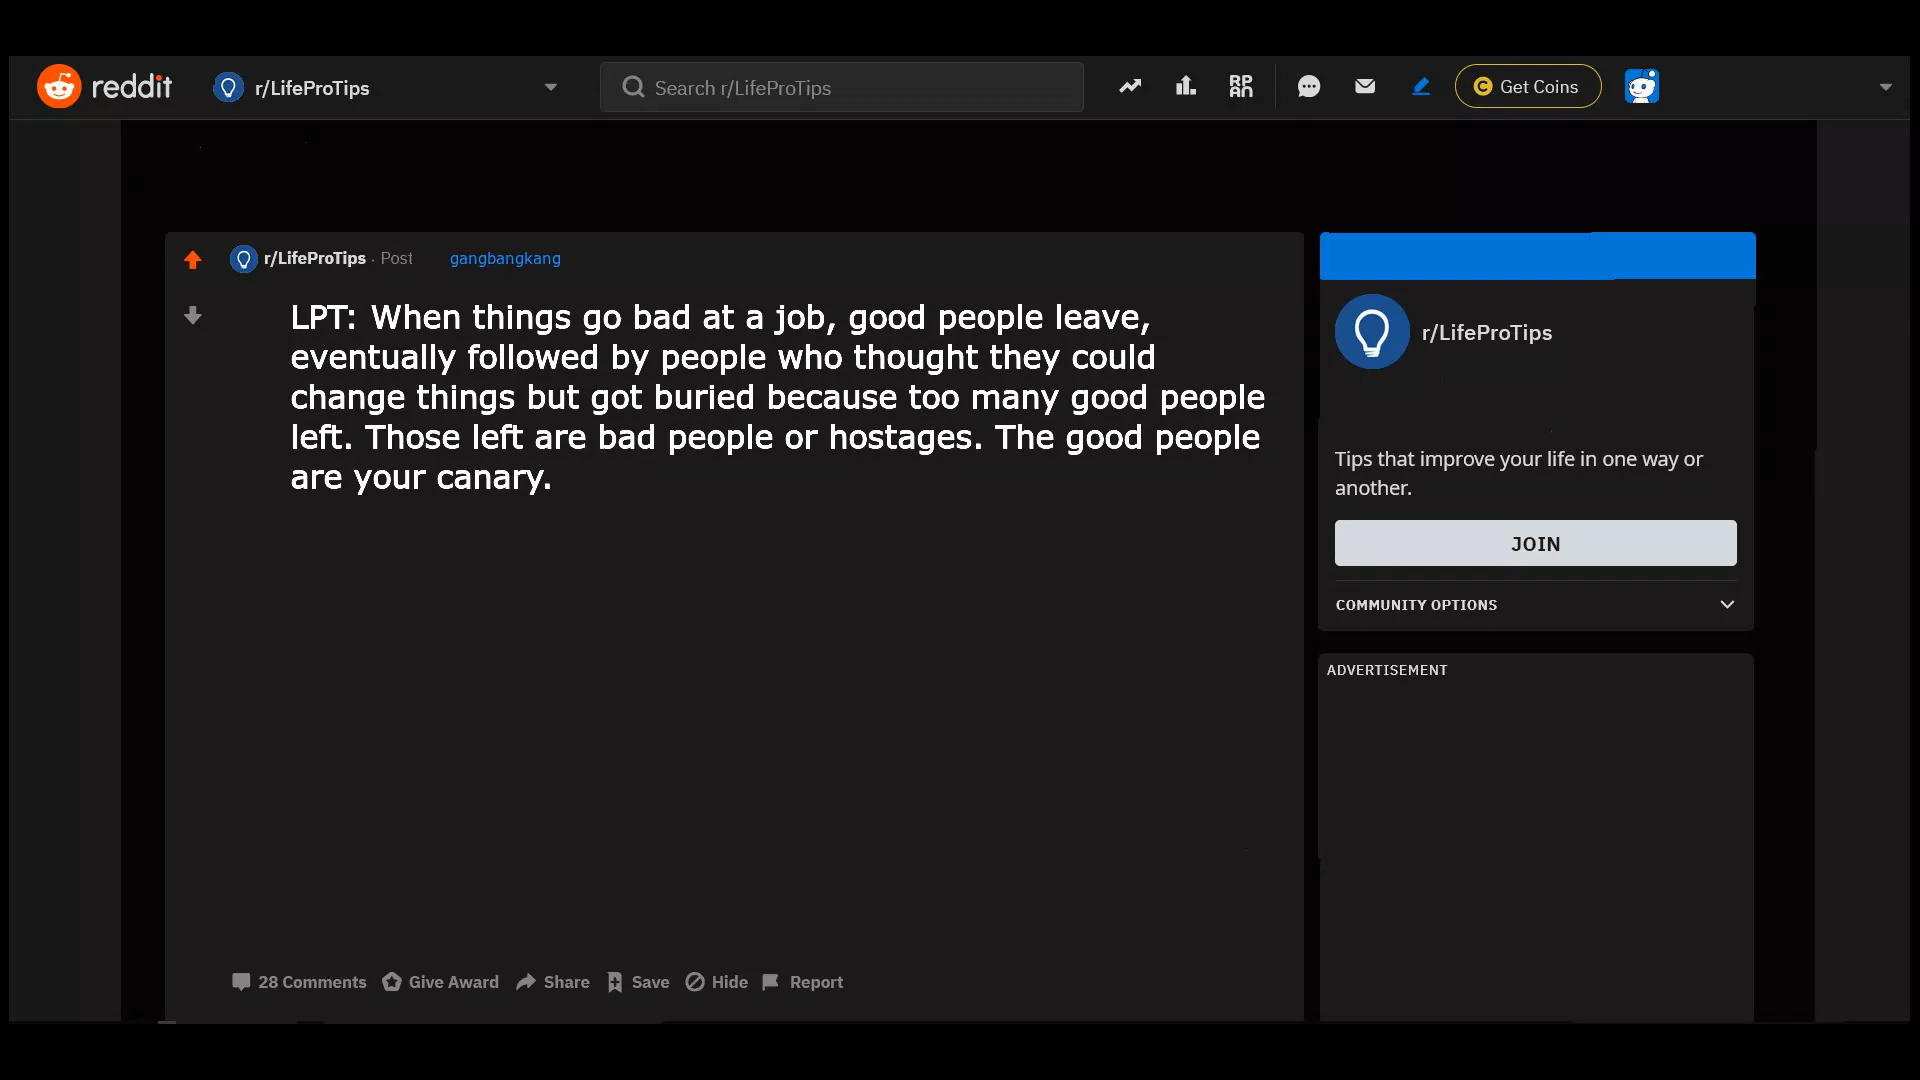 reddit
r/LifeProTips
Search r/LifeProTips
RPAN
Get Coins
r/LifeProTips · Post gangbangkang
LPT: When things go bad at a job, good people leave,
eventually followed by people who thought they could
change things but got buried because too many good people
left. Those left are bad people or hostages. The good people
are your canary.
28 Comments Give Award Share Save Hide Report
r/LifeProTips
Tips that improve your life in one way or
another.
JOIN
COMMUNITY OPTIONS
ADVERTISEMENT